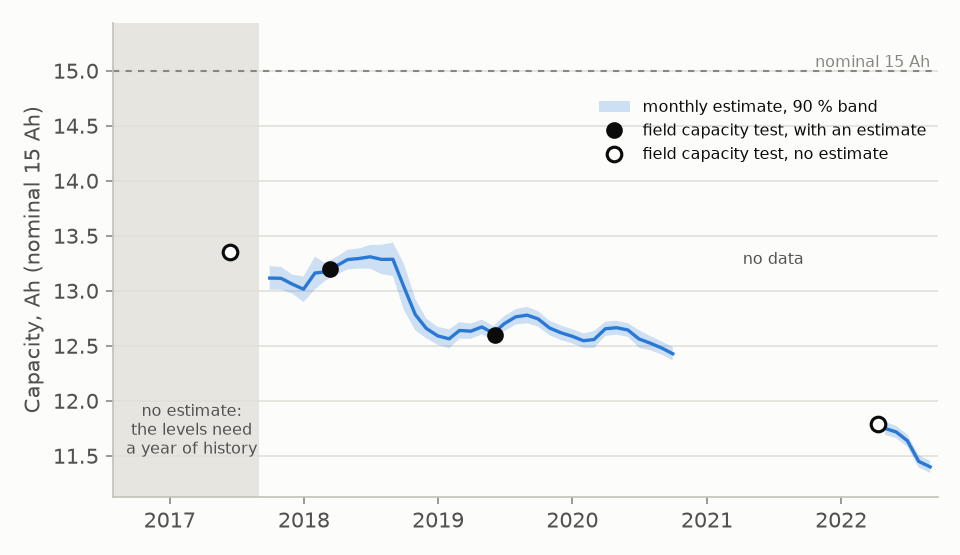 nominal 15 Ah
monthly estimate, 90 % band
field capacity test, with an estimate
field capacity test, no estimate
no data
no estimate:
the levels need
a year of history
Capacity, Ah (nominal 15 Ah)
15.0
14.5
14.0
13.5
13.0
12.5
12.0
11.5
2017
2018
2019
2020
2021
2022